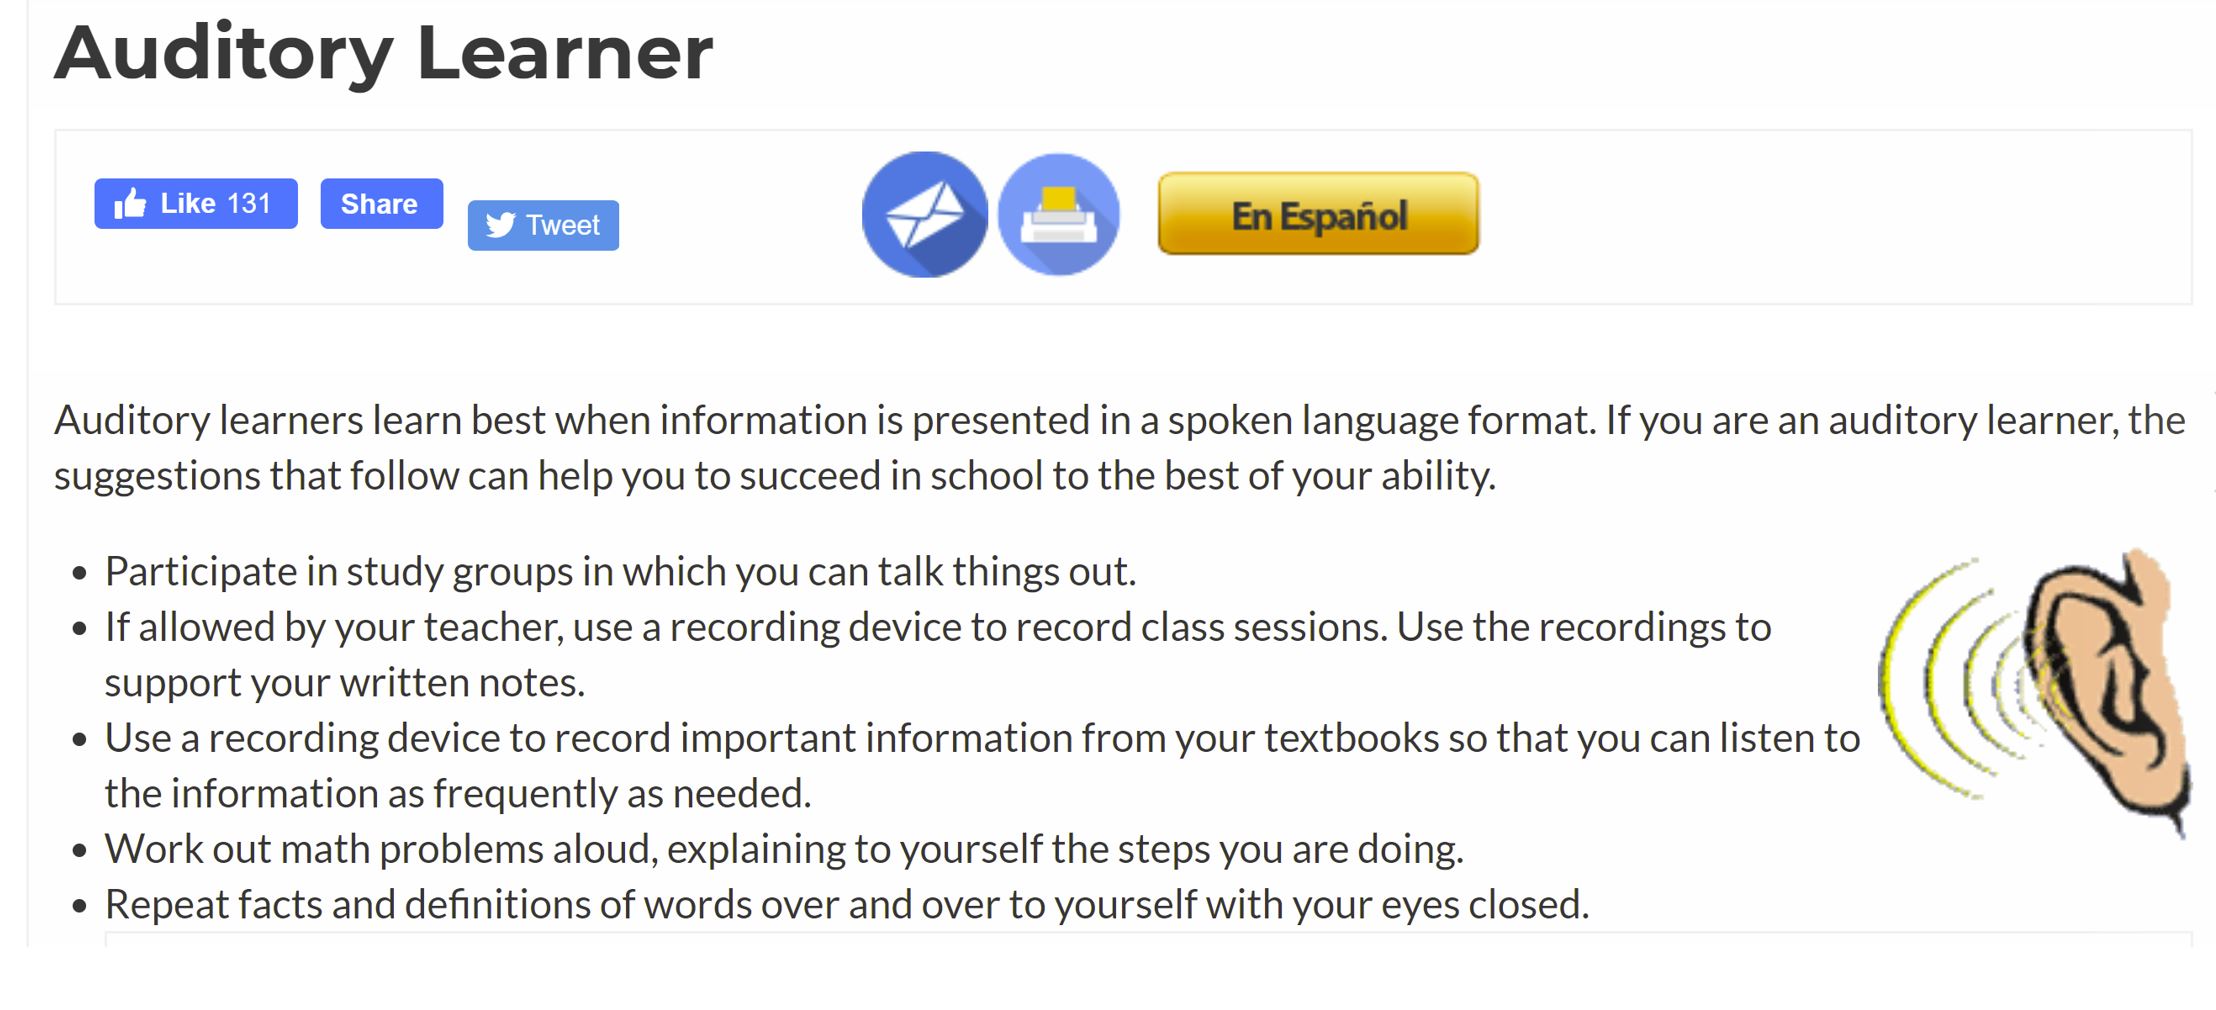 Auditory Learner
Like 131
Share
Tweet
En Español
Auditory learners learn best when information is presented in a spoken language format. If you are an auditory learner, the
suggestions that follow can help you to succeed in school to the best of your ability.
• Participate in study groups in which you can talk things out.
• If allowed by your teacher, use a recording device to record class sessions. Use the recordings to
support your written notes.
• Use a recording device to record important information from your textbooks so that you can listen to
the information as frequently as needed.
• Work out math problems aloud, explaining to yourself the steps you are doing.
• Repeat facts and definitions of words over and over to yourself with your eyes closed.